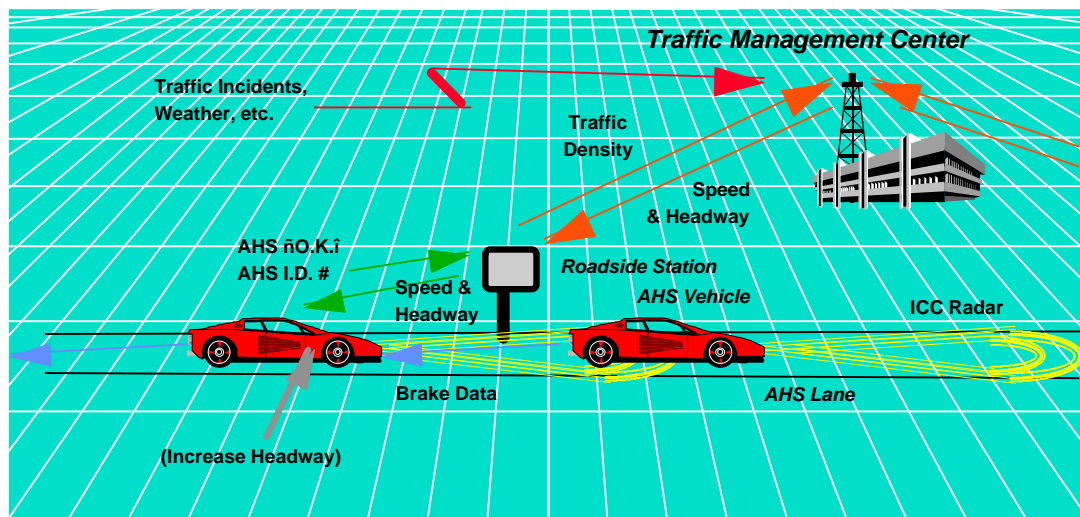 Traffic Management Center
Traffic Incidents,
Weather, etc.
Traffic
Density
Speed
& Headway
AHS ñO.K.î
AHS I.D. #
Roadside Station
Speed &
Headway
AHS Vehicle
ICC Radar
Brake Data
AHS Lane
(Increase Headway)